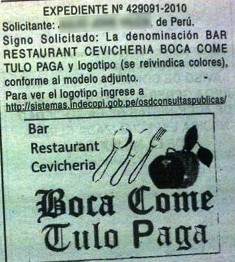 EXPEDIENTE Nº 429091-2010
Solicitante: de Perú.
Signo Solicitado: La denominación BAR
RESTAURANT CEVICHERIA BOCA COME
TULO PAGA y logotipo (se reivindica colores),
conforme al modelo adjunto.
Para ver el logotipo ingrese a
http://sistemas.indecopi.gob.pe/osdconsultaspublicas/
Bar
Restaurant
Cevicheria
Boca Come
Tulo Paga